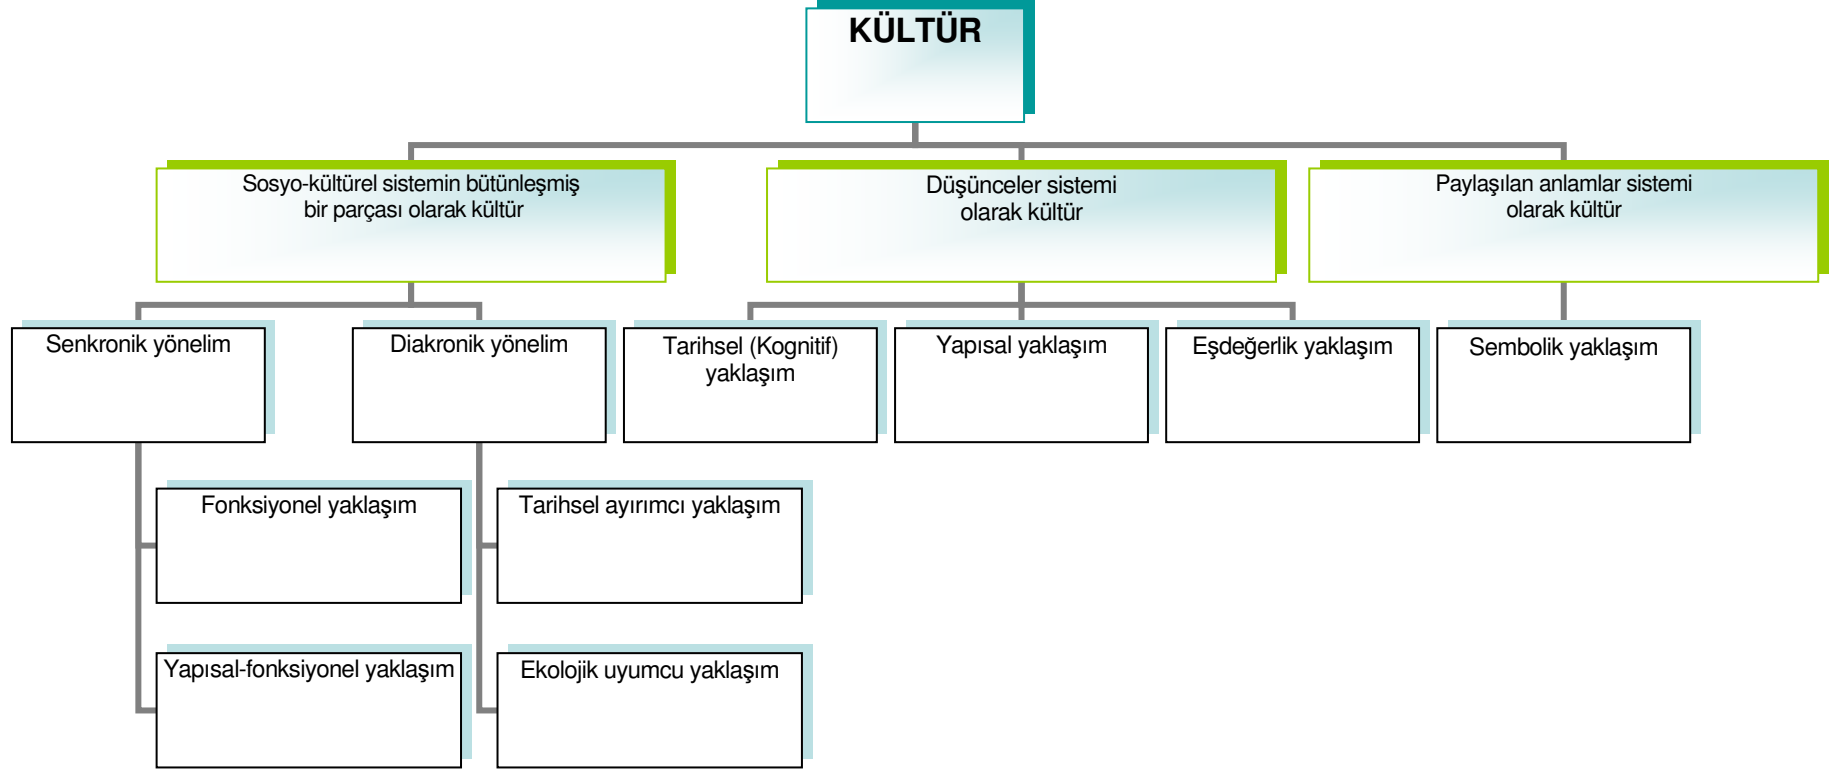 KÜLTÜR
Sosyo-kültürel sistemin bütünleşmiş
bir parçası olarak kültür
Düşünceler sistemi
olarak kültür
Paylaşılan anlamlar sistemi
olarak kültür
Senkronik yönelim
Diakronik yönelim
Tarihsel (Kognitif)
yaklaşım
Yapısal yaklaşım
Eşdeğerlik yaklaşım
Sembolik yaklaşım
Fonksiyonel yaklaşım
Tarihsel ayırımcı yaklaşım
Yapısal-fonksiyonel yaklaşım
Ekolojik uyumcu yaklaşım